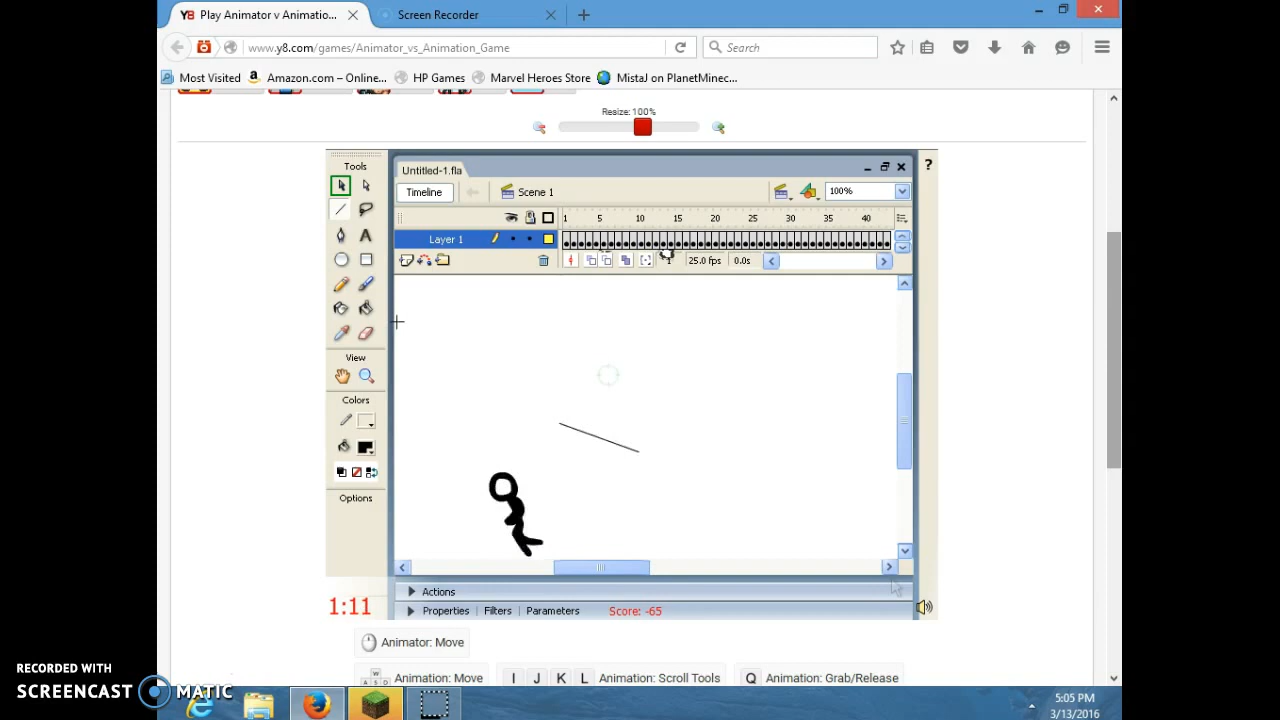 Y8 Play Animator v Animatio...
Screen Recorder
www.y8.com/games/Animator_vs_Animation_Game
Search
Most Visited
Amazon.com – Online...
HP Games
Marvel Heroes Store
MistaJ on PlanetMinec...
Resize: 100%
Tools
Untitled-1.fla
?
Timeline
Scene 1
100%
1 5 10 15 20 25 30 35 40
Layer 1
1 25.0 fps 0.0s
A
View
Colors
Options
Actions
1:11
Properties Filters Parameters Score: -65
Animator: Move
W
A S D
Animation: Move
I J K L Animation: Scroll Tools
Q Animation: Grab/Release
RECORDED WITH
SCREENCAST MATIC
5:05 PM
3/13/2016